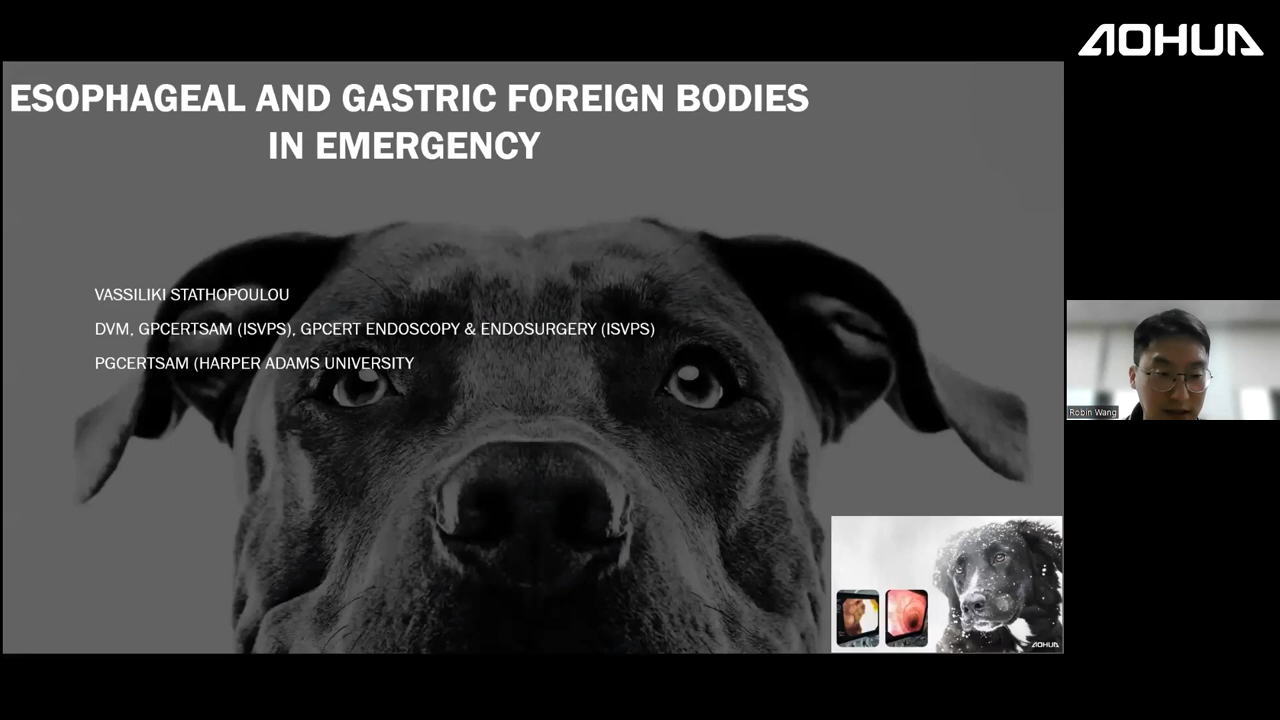 AOHUA
ESOPHAGEAL AND GASTRIC FOREIGN BODIES
IN EMERGENCY
VASSILIKI STATHOPOULOU
DVM, GPCERTSAM (ISVPS), GPCERT ENDOSCOPY & ENDOSURGERY (ISVPS)
PGCERTSAM (HARPER ADAMS UNIVERSITY
Robin Wang
AOHUA